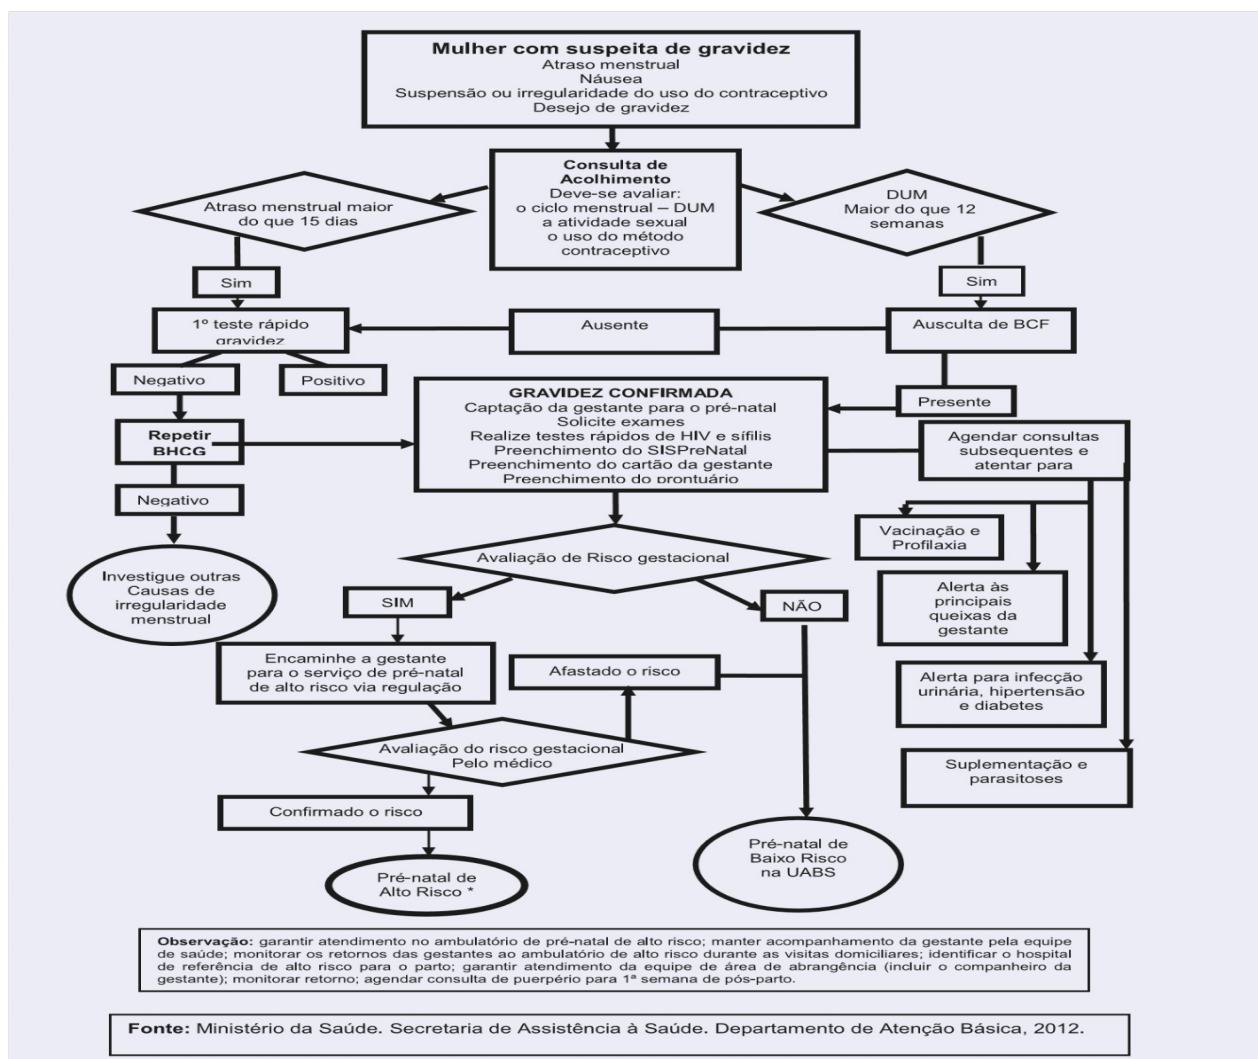 Mulher com suspeita de gravidez
Atraso menstrual
Náusea
Suspensão ou irregularidade do uso do contraceptivo
Desejo de gravidez
Consulta de
Acolhimento
Deve-se avaliar:
o ciclo menstrual – DUM
a atividade sexual
o uso do método
contraceptivo
Atraso menstrual maior
do que 15 dias
DUM
Maior do que 12
semanas
Sim
Sim
1º teste rápido
gravidez
Ausente
Ausculta de BCF
Negativo
Positivo
GRAVIDEZ CONFIRMADA
Captação da gestante para o pré-natal
Solicite exames
Realize testes rápidos de HIV e sífilis
Preenchimento do SISPreNatal
Preenchimento do cartão da gestante
Preenchimento do prontuário
Presente
Repetir
BHCG
Agendar consultas
subsequentes e
atentar para
Negativo
Investigue outras
Causas de
irregularidade
menstrual
Avaliação de Risco gestacional
Vacinação e
Profilaxia
Alerta às
principais
queixas da
gestante
SIM
NÃO
Encaminhe a gestante
para o serviço de pré-natal
de alto risco via regulação
Afastado o risco
Alerta para infecção
urinária, hipertensão
e diabetes
Avaliação do risco gestacional
Pelo médico
Suplementação e
parasitoses
Confirmado o risco
Pré-natal de
Alto Risco *
Pré-natal de
Baixo Risco
na UABS
Observação: garantir atendimento no ambulatório de pré-natal de alto risco; manter acompanhamento da gestante pela equipe
de saúde; monitorar os retornos das gestantes ao ambulatório de alto risco durante as visitas domiciliares; identificar o hospital
de referência de alto risco para o parto; garantir atendimento da equipe de área de abrangência (incluir o companheiro da
gestante); monitorar retorno; agendar consulta de puerpério para 1ª semana de pós-parto.
Fonte: Ministério da Saúde. Secretaria de Assistência à Saúde. Departamento de Atenção Básica, 2012.